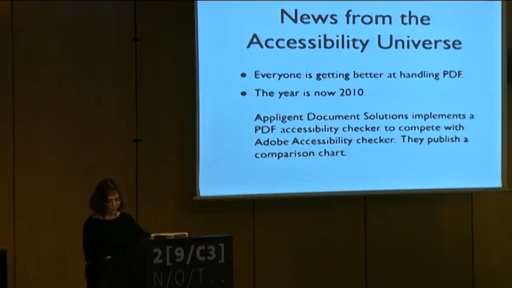 News from the
Accessibility Universe
• Everyone is getting better at handling PDF.
• The year is now 2010.
Appligent Document Solutions implements a
PDF accessibility checker to compete with
Adobe Accessibility checker. They publish a
comparison chart.
2[9/C3]
N/O/T..